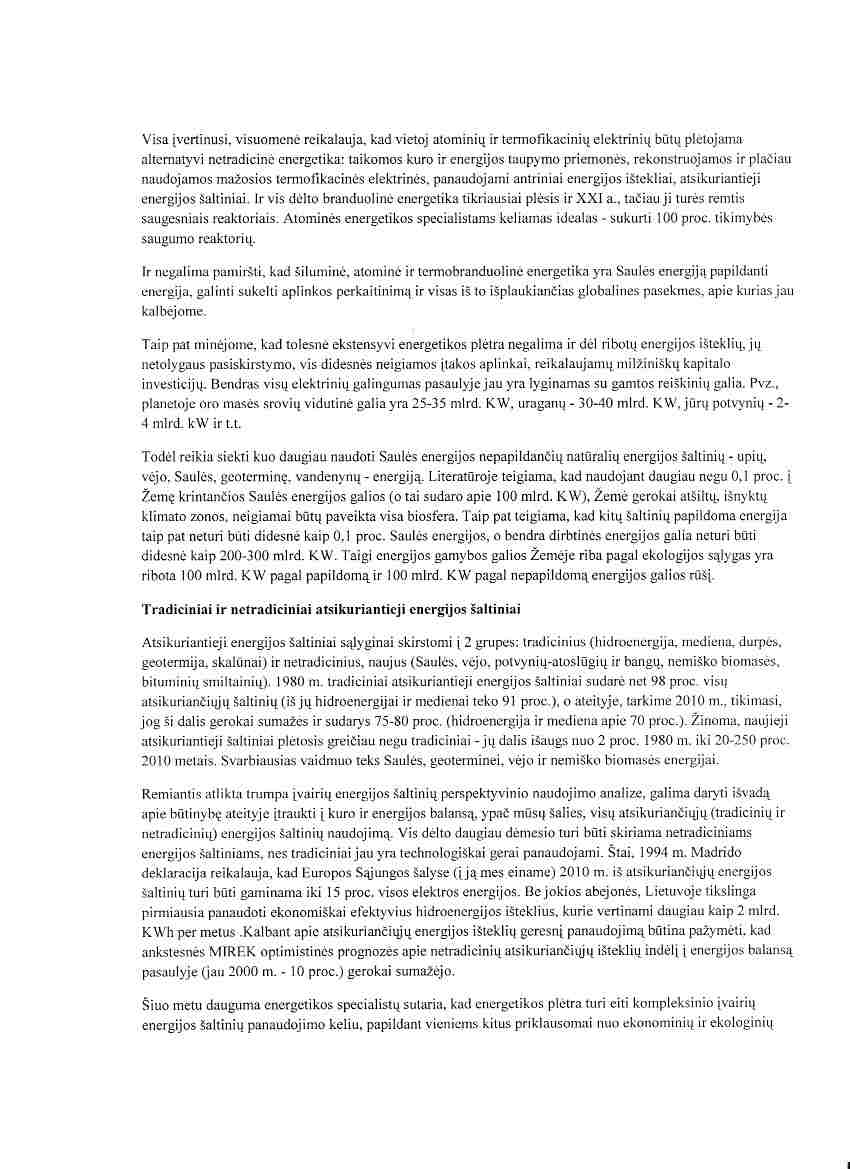 Visa įvertinusi, visuomenė reikalauja, kad vietoj atominių ir termofikacinių elektrinių būtų plėtojama
alternatyvi netradicinė energetika: taikomos kuro ir energijos taupymo priemonės, rekonstruojamos ir plačiau
naudojamos mažosios termofikacinės elektrinės, panaudojami antriniai energijos ištekliai, atsikuriantieji
energijos šaltiniai. Ir vis dėlto branduolinė energetika tikriausiai plėsis ir XXI a., tačiau ji turės remtis
saugesniais reaktoriais. Atominės energetikos specialistams keliamas idealas - sukurti 100 proc. tikimybės
saugumo reaktorių.
Ir negalima pamiršti, kad šiluminė, atominė ir termobranduolinė energetika yra Saulės energiją papildanti
energija, galinti sukelti aplinkos perkaitinimą ir visas iš to išplaukiančias globalines pasekmes, apie kurias jau
kalbėjome.
Taip pat minėjome, kad tolesnė ekstensyvi energetikos plėtra negalima ir dėl ribotų energijos išteklių, jų
netolygaus pasiskirstymo, vis didesnės neigiamos įtakos aplinkai, reikalaujamų milžiniškų kapitalo
investicijų. Bendras visų elektrinių galingumas pasaulyje jau yra lyginamas su gamtos reiškinių galia. Pvz.,
planetoje oro masės srovių vidutinė galia yra 25-35 mlrd. KW, uraganų - 30-40 mlrd. KW, jūrų potvynių - 2-
4 mlrd. kW ir t.t.
Todėl reikia siekti kuo daugiau naudoti Saulės energijos nepapildančių natūralių energijos šaltinių - upių,
vėjo, Saulės, geoterminę, vandenynų - energiją. Literatūroje teigiama, kad naudojant daugiau negu 0,1 proc. į
Žemę krintančios Saulės energijos galios (o tai sudaro apie 100 mlrd. KW), Žemė gerokai atšiltų, išnyktų
klimato zonos, neigiamai būtų paveikta visa biosfera. Taip pat teigiama, kad kitų šaltinių papildoma energija
taip pat neturi būti didesnė kaip 0,1 proc. Saulės energijos, o bendra dirbtinės energijos galia neturi būti
didesnė kaip 200-300 mlrd. KW. Taigi energijos gamybos galios Žemėje riba pagal ekologijos sąlygas yra
ribota 100 mlrd. KW pagal papildomą ir 100 mlrd. KW pagal nepapildomą energijos galios rūšį.
Tradiciniai ir netradiciniai atsikuriantieji energijos šaltiniai
Atsikuriantieji energijos šaltiniai sąlyginai skirstomi į 2 grupes: tradicinius (hidroenergija, mediena, durpės,
geotermija, skalūnai) ir netradicinius, naujus (Saulės, vėjo, potvynių-atoslūgių ir bangų, nemiško biomasės,
bituminių smiltainių). 1980 m. tradiciniai atsikuriantieji energijos šaltiniai sudarė net 98 proc. visų
atsikuriančiųjų šaltinių (iš jų hidroenergijai ir medienai teko 91 proc.), o ateityje, tarkime 2010 m., tikimasi,
jog ši dalis gerokai sumažės ir sudarys 75-80 proc. (hidroenergija ir mediena apie 70 proc.). Žinoma, naujieji
atsikuriantieji šaltiniai plėtosis greičiau negu tradiciniai - jų dalis išaugs nuo 2 proc. 1980 m. iki 20-250 proc.
2010 metais. Svarbiausias vaidmuo teks Saulės, geoterminei, vėjo ir nemiško biomasės energijai.
Remiantis atlikta trumpa įvairių energijos šaltinių perspektyvinio naudojimo analize, galima daryti išvadą
apie būtinybę ateityje įtraukti į kuro ir energijos balansą, ypač mūsų šalies, visų atsikuriančiųjų (tradicinių ir
netradicinių) energijos šaltinių naudojimą. Vis dėlto daugiau dėmesio turi būti skiriama netradiciniams
energijos šaltiniams, nes tradiciniai jau yra technologiškai gerai panaudojami. Štai, 1994 m. Madrido
deklaracija reikalauja, kad Europos Sąjungos šalyse (į ją mes einame) 2010 m. iš atsikuriančiųjų energijos
šaltinių turi būti gaminama iki 15 proc. visos elektros energijos. Be jokios abejonės, Lietuvoje tikslinga
pirmiausia panaudoti ekonomiškai efektyvius hidroenergijos išteklius, kurie vertinami daugiau kaip 2 mlrd.
KWh per metus .Kalbant apie atsikuriančiųjų energijos išteklių geresnį panaudojimą būtina pažymėti, kad
ankstesnės MIREK optimistinės prognozės apie netradicinių atsikuriančiųjų išteklių indėlį į energijos balansą
pasaulyje (jau 2000 m. - 10 proc.) gerokai sumažėjo.
Šiuo metu dauguma energetikos specialistų sutaria, kad energetikos plėtra turi eiti kompleksinio įvairių
energijos šaltinių panaudojimo keliu, papildant vieniems kitus priklausomai nuo ekonominių ir ekologinių